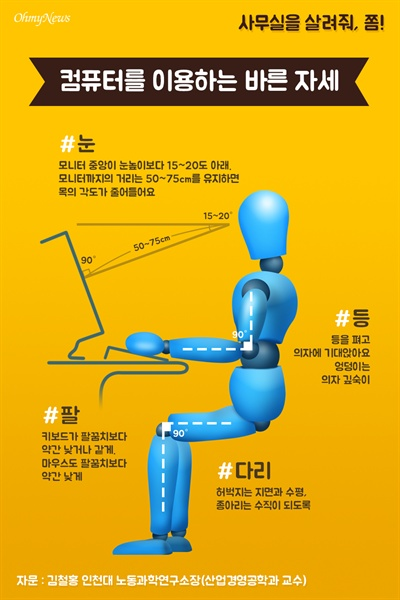 OhmyNews
사무실을 살려줘, 쫌!
컴퓨터를 이용하는 바른 자세
#눈
모니터 중앙이 눈높이보다 15~20도 아래,
모니터까지의 거리는 50~75cm를 유지하면
목의 각도가 줄어들어요
15~20°
50~75cm
90°
90°
#등
등을 펴고
의자에 기대앉아요
엉덩이는
의자 깊숙이
#팔
키보드가 팔꿈치보다
약간 낮거나 같게,
마우스도 팔꿈치보다
약간 낮게
90°
#다리
허벅지는 지면과 수평,
종아리는 수직이 되도록
자문 : 김철홍 인천대 노동과학연구소장(산업경영공학과 교수)